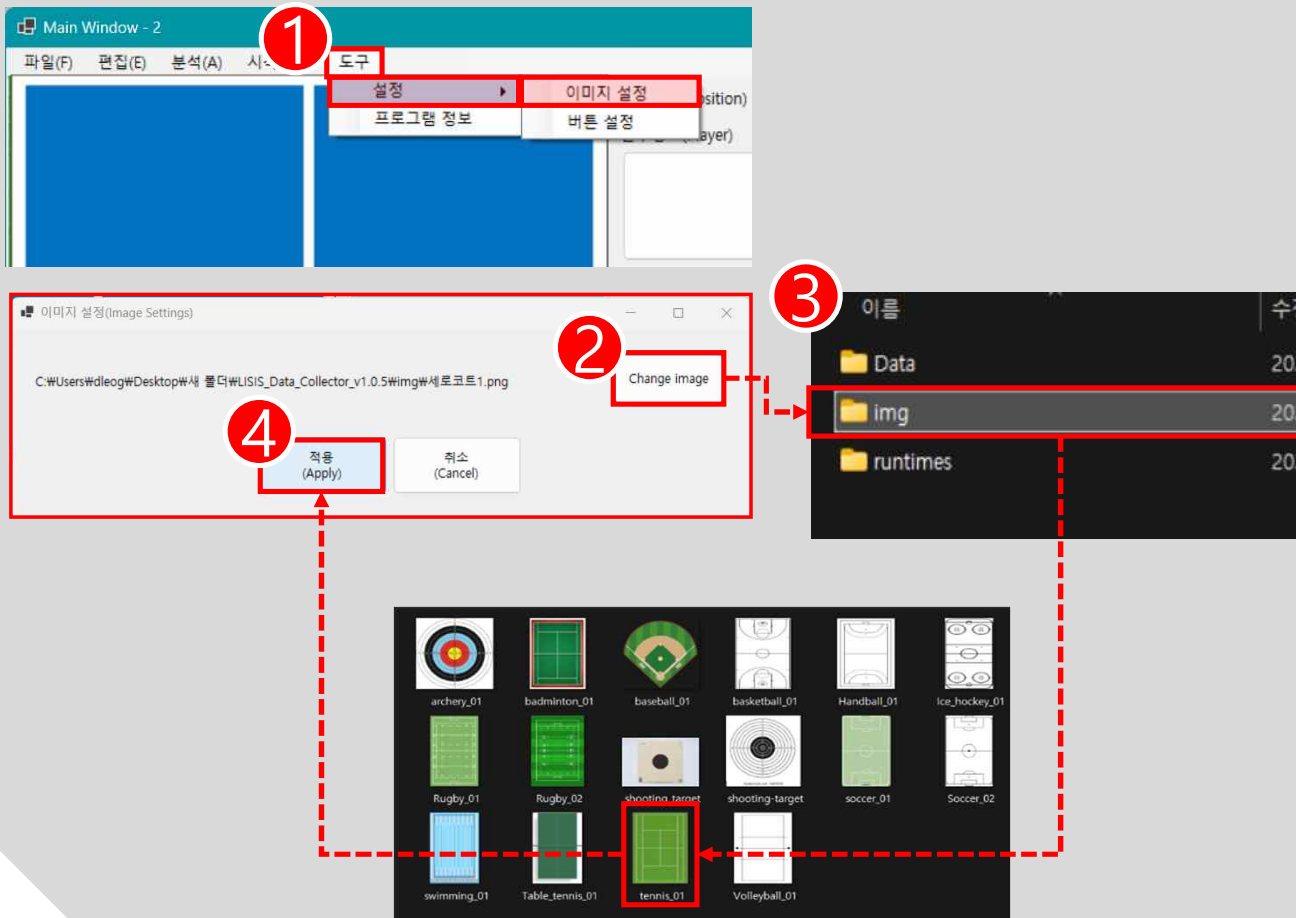 Main Window - 2
1
파일(F) 편집(E) 분석(A) 도구
설정 이미지 설정
프로그램 정보 버튼 설정
2
이미지 설정(Image Settings)
C:₩Users₩dleog₩Desktop₩새 폴더₩LISIS_Data_Collector_v1.0.5₩img₩세로코트1.png
Change image
4
적용
(Apply)
취소
(Cancel)
3
이름
Data
img
runtimes
archery_01 badminton_01 baseball_01 basketball_01 Handball_01 Ice_hockey_01
Rugby_01 Rugby_02 shooting_target shooting-target soccer_01 Soccer_02
swimming_01 Table_tennis_01 tennis_01 Volleyball_01